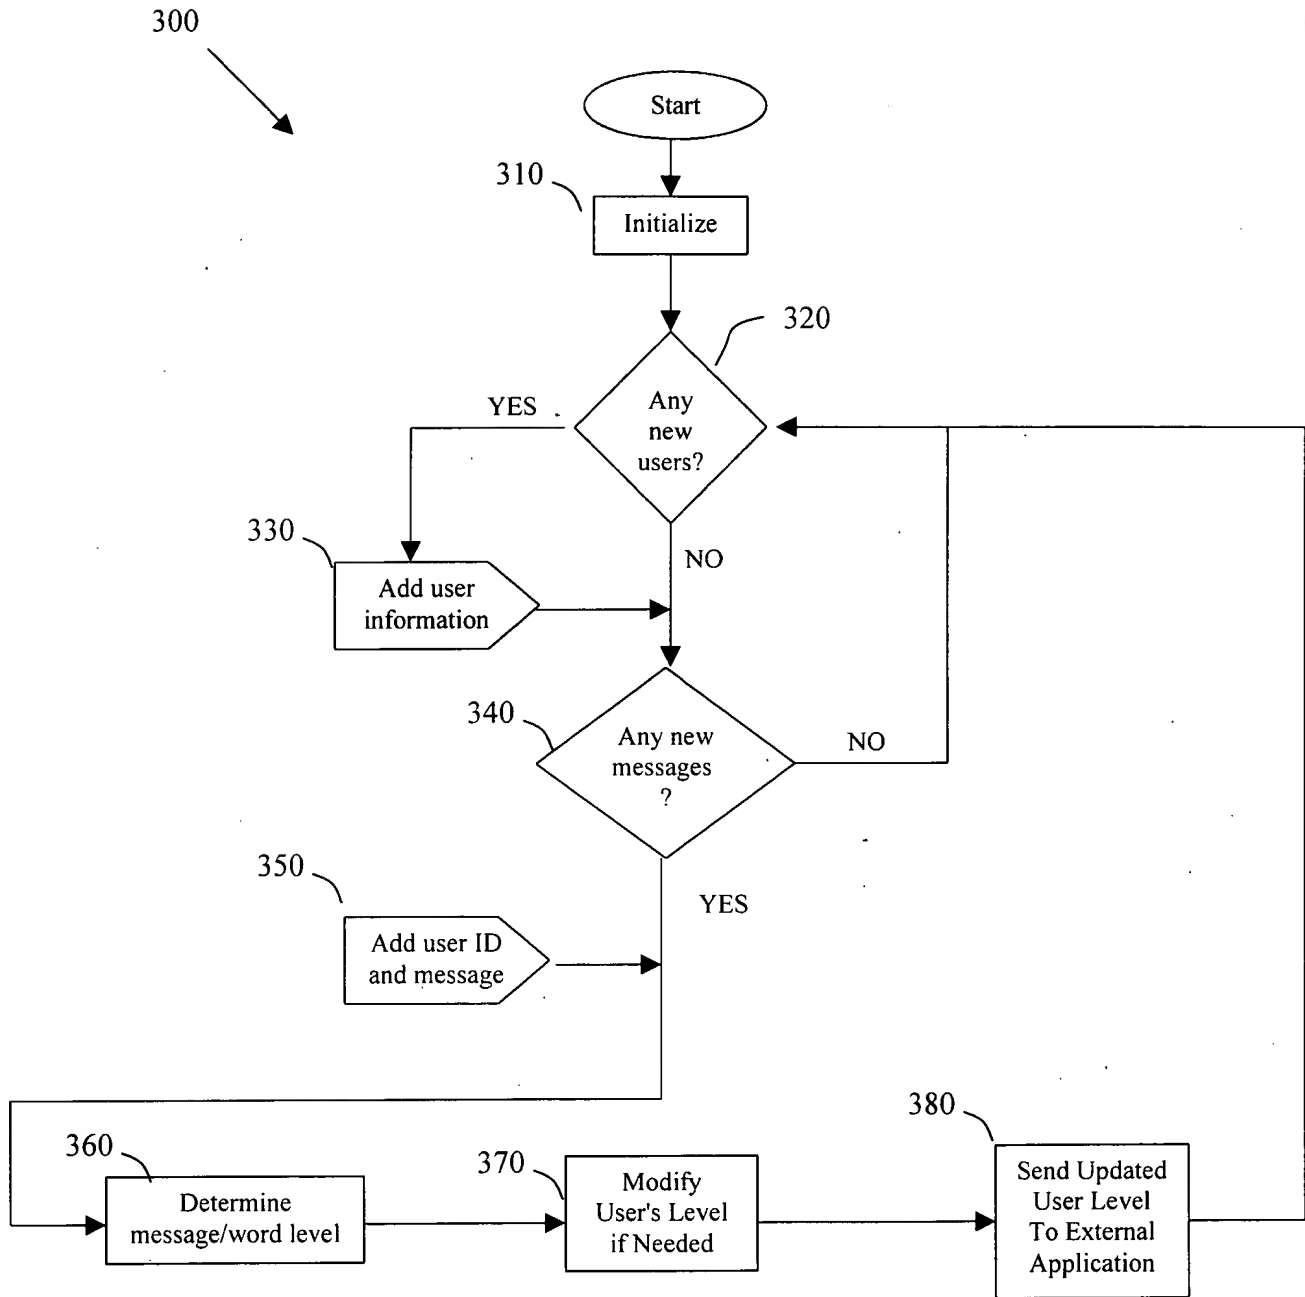 300
Start
310
Initialize
320
Any
new
users?
YES
NO
330
Add user
information
340
Any new
messages
?
NO
YES
350
Add user ID
and message
360
Determine
message/word level
370
Modify
User's Level
if Needed
380
Send Updated
User Level
To External
Application